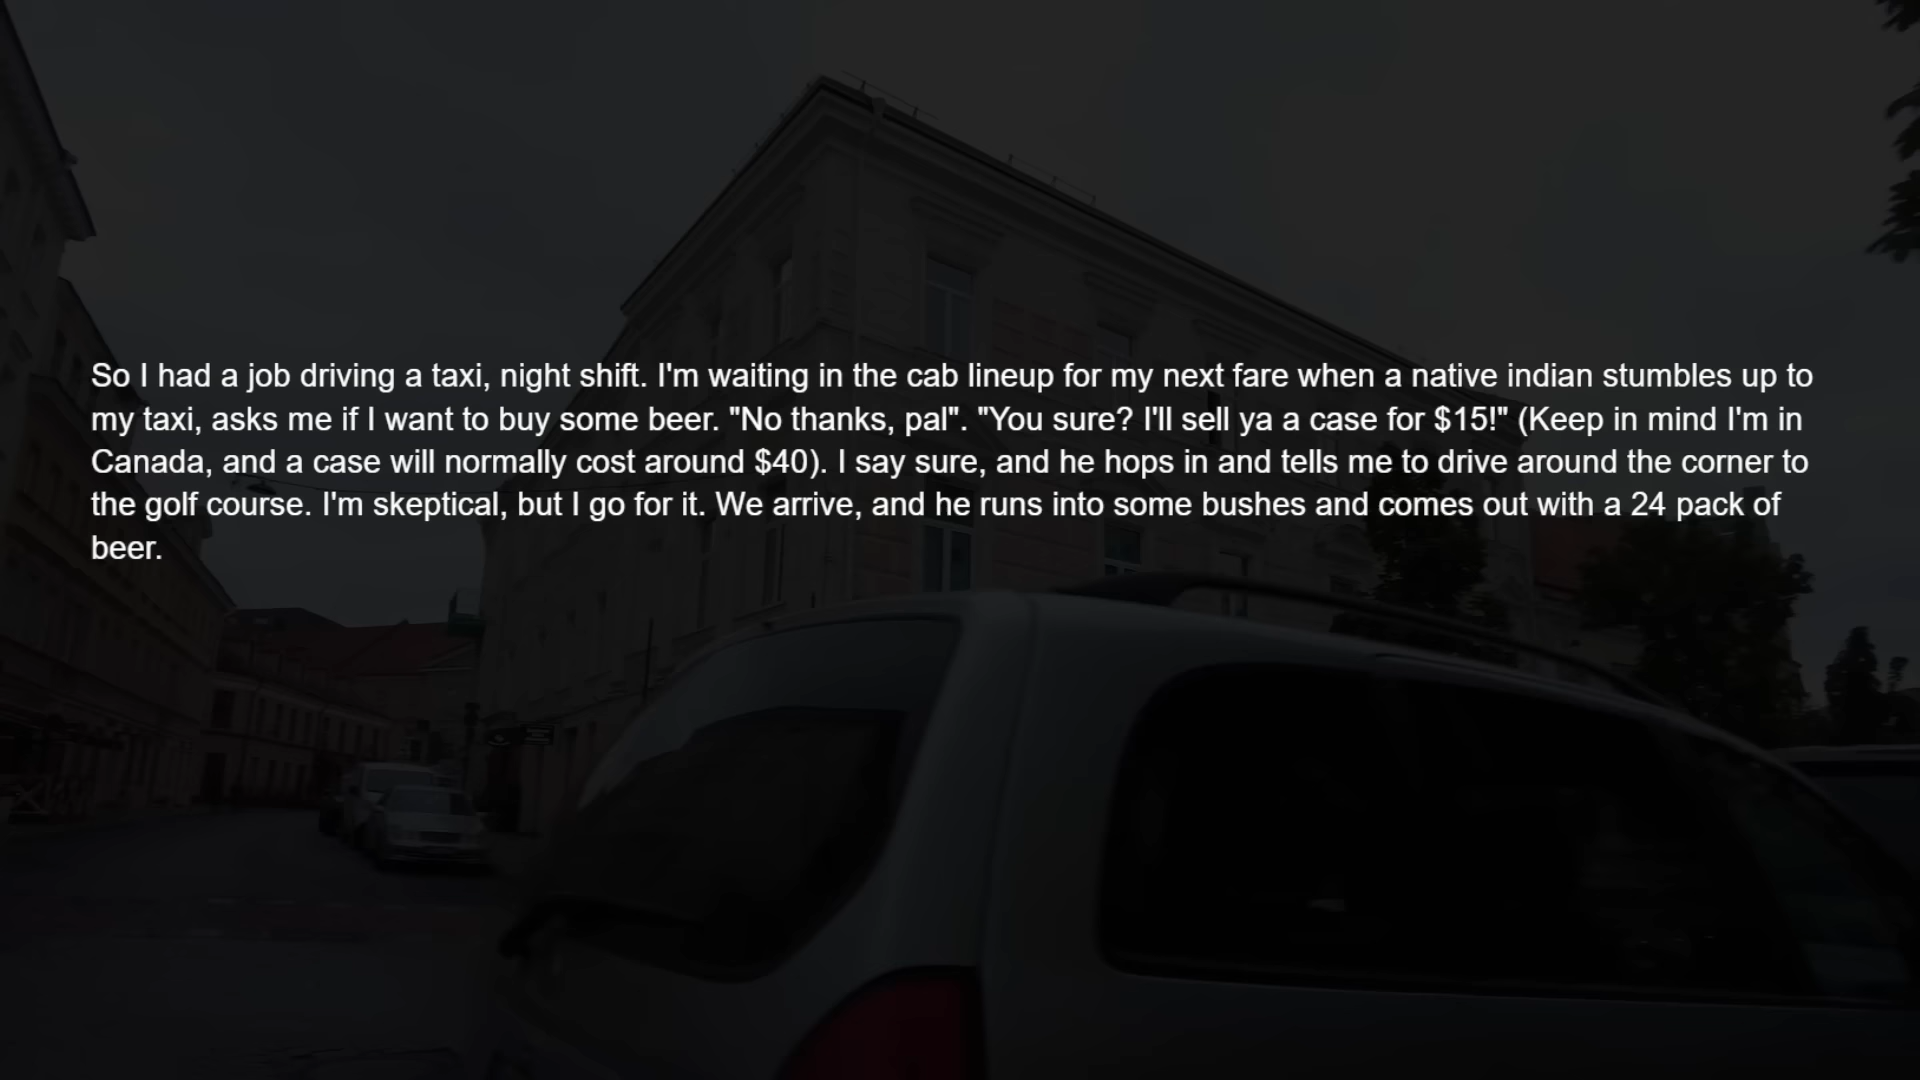 So I had a job driving a taxi, night shift. I'm waiting in the cab lineup for my next fare when a native indian stumbles up to
my taxi, asks me if I want to buy some beer. "No thanks, pal". "You sure? I'll sell ya a case for $15!" (Keep in mind I'm in
Canada, and a case will normally cost around $40). I say sure, and he hops in and tells me to drive around the corner to
the golf course. I'm skeptical, but I go for it. We arrive, and he runs into some bushes and comes out with a 24 pack of
beer.